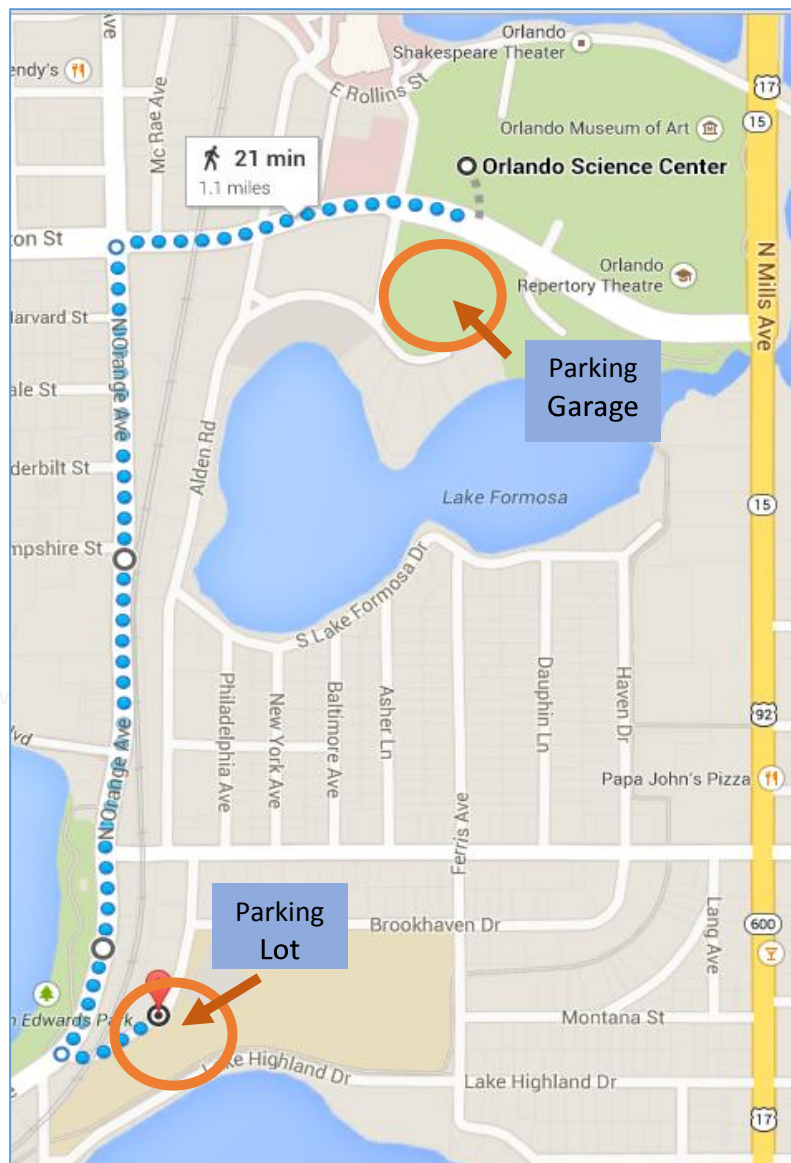 Ave
Orlando
Shakespeare Theater
endy's
17
E Rollins St
Mc Rae Ave
15
Orlando Museum of Art
21 min
1.1 miles
Orlando Science Center
ton St
N Mills Ave
Orlando
Repertory Theatre
Harvard St
N Orange Ave
Parking
Garage
ale St
Alden Rd
derbilt St
Lake Formosa
15
mpshire St
S Lake Formosa Dr
Philadelphia Ave
New York Ave
Baltimore Ave
Asher Ln
Dauphin Ln
Haven Dr
92
lvd
N Orange Ave
Papa John's Pizza
Ferris Ave
Parking
Lot
Brookhaven Dr
Lang Ave
600
n Edwards Park
Montana St
Lake Highland Dr
Lake Highland Dr
17